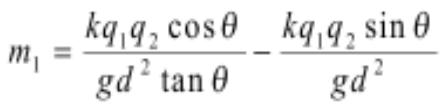 m₁ = kq₁q₂ cos θ / gd² tan θ − kq₁q₂ sin θ / gd²